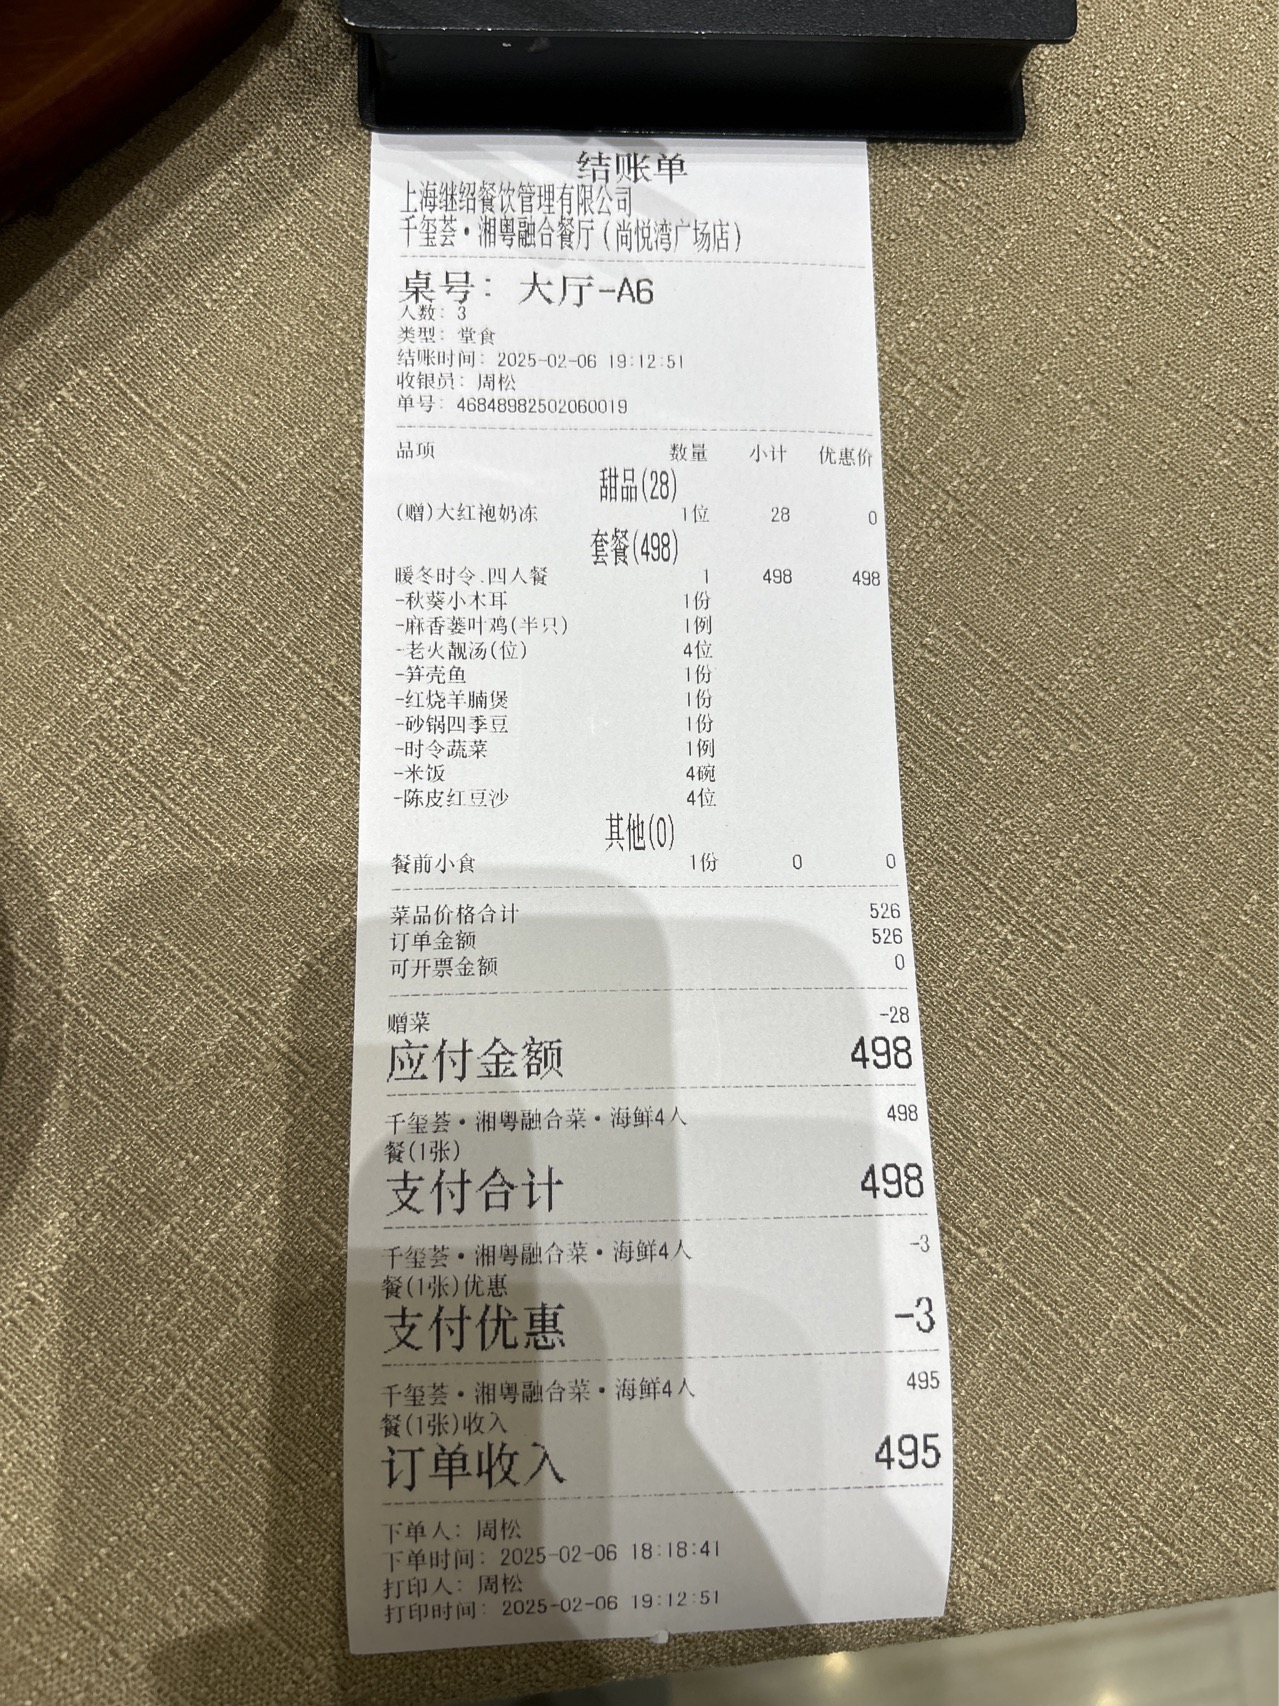 结账单
上海继绍餐饮管理有限公司
千玺荟·湘粤融合餐厅(尚悦湾广场店)
桌号: 大厅-A6
人数: 3
类型: 堂食
结账时间: 2025-02-06 19:12:51
收银员: 周松
单号: 46848982502060019
品项 数量 小计 优惠价
甜品(28)
(赠)大红袍奶冻 1位 28 0
套餐(498)
暖冬时令.四人餐 1 498 498
-秋葵小木耳 1份
-麻香蒌叶鸡(半只) 1例
-老火靓汤(位) 4位
-笋壳鱼 1份
-红烧羊腩煲 1份
-砂锅四季豆 1份
-时令蔬菜 1例
-米饭 4碗
-陈皮红豆沙 4位
其他(0)
餐前小食 1份 0 0
菜品价格合计 526
订单金额 526
可开票金额 0
赠菜 -28
应付金额 498
千玺荟·湘粤融合菜·海鲜4人 498
餐(1张)
支付合计 498
千玺荟·湘粤融合菜·海鲜4人 -3
餐(1张)优惠
支付优惠 -3
千玺荟·湘粤融合菜·海鲜4人 495
餐(1张)收入
订单收入 495
下单人: 周松
下单时间: 2025-02-06 18:18:41
打印人: 周松
打印时间: 2025-02-06 19:12:51